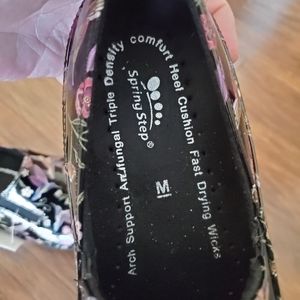 Arch Support Antifungal Triple Density comfort Heel Cushion Fast Drying Wicks
Spring Step®
M